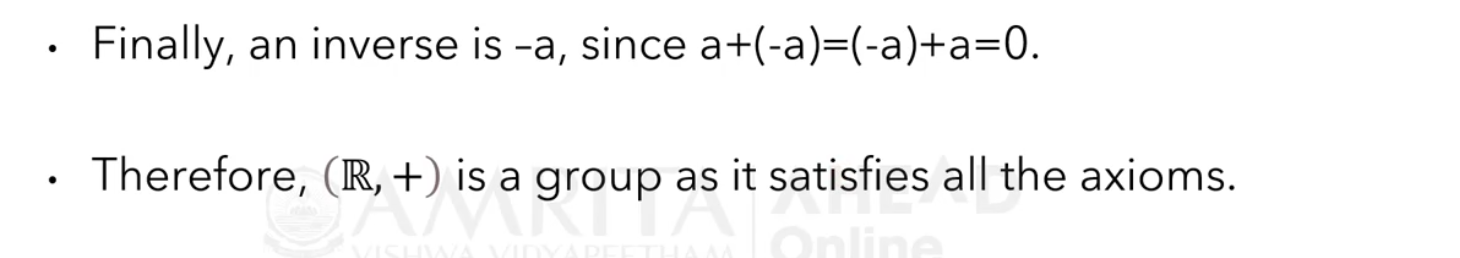 • Finally, an inverse is –a, since a+(-a)=(-a)+a=0.
• Therefore, (ℝ, +) is a group as it satisfies all the axioms.
AMRITA AHEAD
VISHWA VIDYAPEETHAM Online